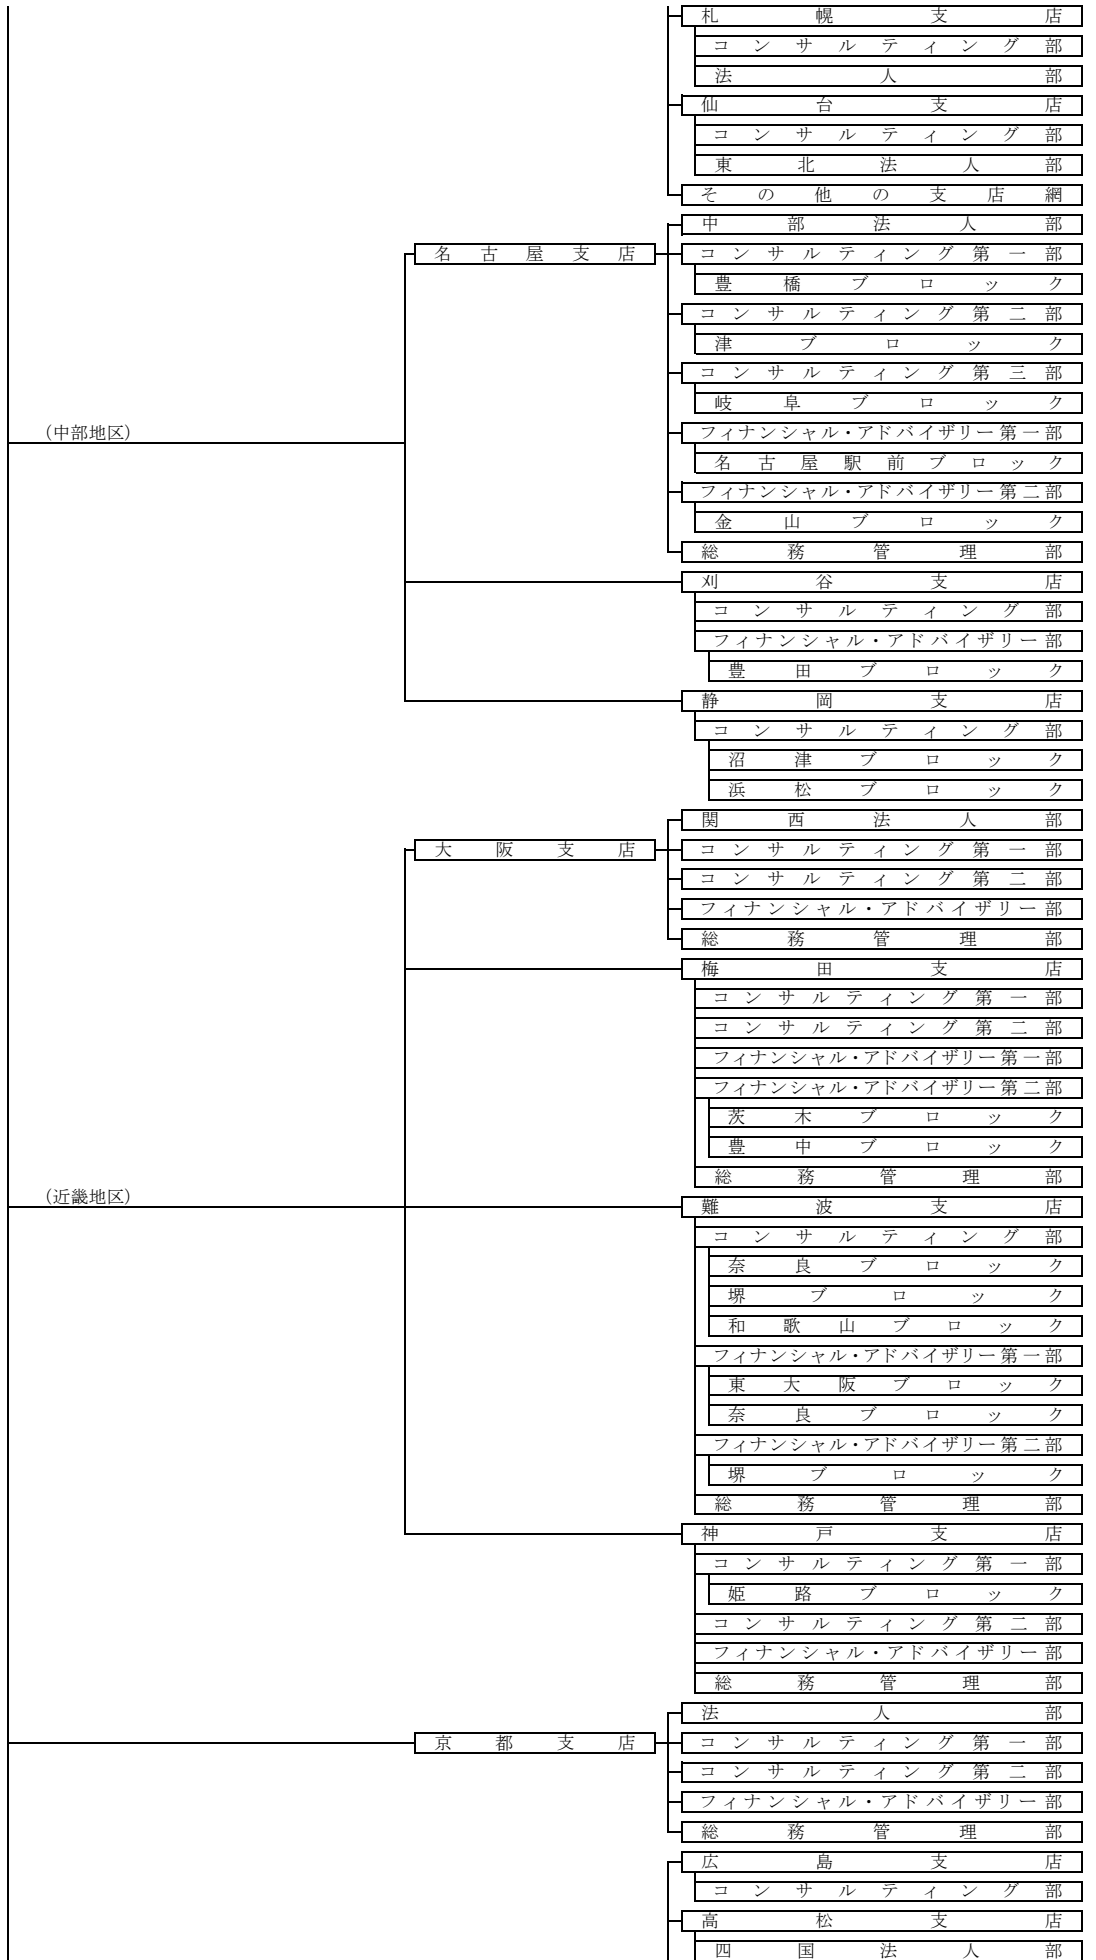 札幌支店
コンサルティング部
法人部
仙台支店
コンサルティング部
東北法人部
その他の支店網
中部法人部
名古屋支店
コンサルティング第一部
豊橋ブロック
コンサルティング第二部
津ブロック
コンサルティング第三部
岐阜ブロック
(中部地区)
フィナンシャル・アドバイザリー第一部
名古屋駅前ブロック
フィナンシャル・アドバイザリー第二部
金山ブロック
総務管理部
刈谷支店
コンサルティング部
フィナンシャル・アドバイザリー部
豊田ブロック
静岡支店
コンサルティング部
沼津ブロック
浜松ブロック
関西法人部
大阪支店
コンサルティング第一部
コンサルティング第二部
フィナンシャル・アドバイザリー部
総務管理部
梅田支店
コンサルティング第一部
コンサルティング第二部
フィナンシャル・アドバイザリー第一部
フィナンシャル・アドバイザリー第二部
茨木ブロック
豊中ブロック
総務管理部
(近畿地区)
難波支店
コンサルティング部
奈良ブロック
堺ブロック
和歌山ブロック
フィナンシャル・アドバイザリー第一部
東大阪ブロック
奈良ブロック
フィナンシャル・アドバイザリー第二部
堺ブロック
総務管理部
神戸支店
コンサルティング第一部
姫路ブロック
コンサルティング第二部
フィナンシャル・アドバイザリー部
総務管理部
法人部
京都支店
コンサルティング第一部
コンサルティング第二部
フィナンシャル・アドバイザリー部
総務管理部
広島支店
コンサルティング部
高松支店
四国法人部